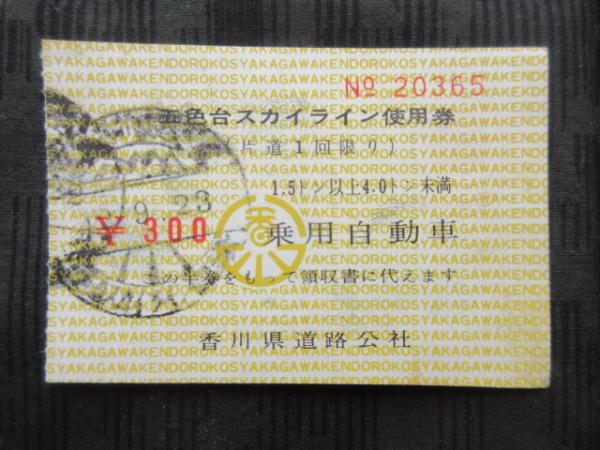 № 20365
五色台スカイライン使用券
(片道1回限り)
1.5トン以上4.0トン未満
¥300 乗用自動車
の半券をもって領収書に代えます
香川県道路公社